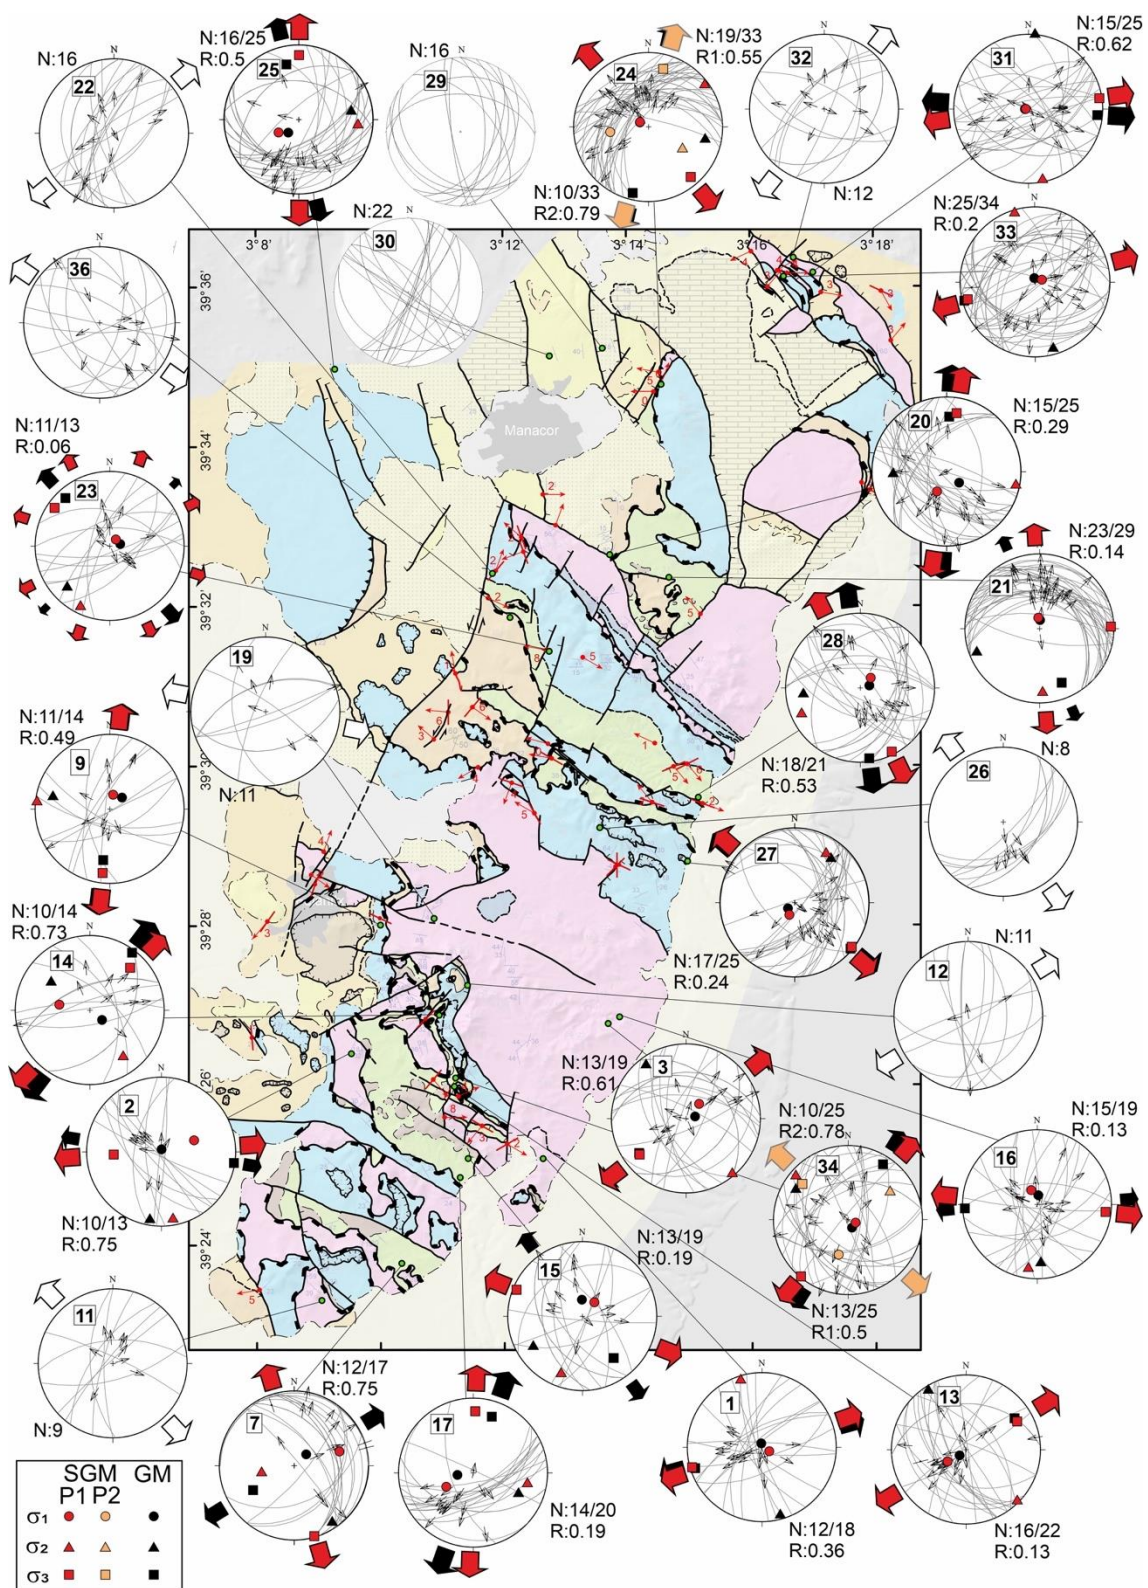 N:16
N
22
N:16/25
R:0.5
25
N:16
29
N:19/33
R1:0.55
24
N:10/33
R2:0.79
N
32
N:12
N:15/25
R:0.62
N
31
N:22
N
30
N
36
N:25/34
R:0.2
N
33
3°8'
3°12'
3°14'
3°16'
3°18'
39°36'
39°34'
39°32'
39°30'
39°28'
39°26'
39°24'
Manacor
N:15/25
R:0.29
20
N:11/13
R:0.06
N
23
N:23/29
R:0.14
N
21
N
19
N:11
28
N:18/21
R:0.53
N:11/14
R:0.49
N
9
N:8
N
26
N
27
N:17/25
R:0.24
N:10/14
R:0.73
N
14
N:11
N
12
N
2
N:10/13
R:0.75
N:13/19
R:0.61
N
3
N:10/25
R2:0.78
N
34
N:13/25
R1:0.5
N:15/19
R:0.13
N
16
N
11
N:9
N
15
N:13/19
R:0.19
N:12/17
R:0.75
7
17
N:14/20
R:0.19
N
1
N:12/18
R:0.36
N
13
N:16/22
R:0.13
SGM GM
P1 P2
σ1
σ2
σ3